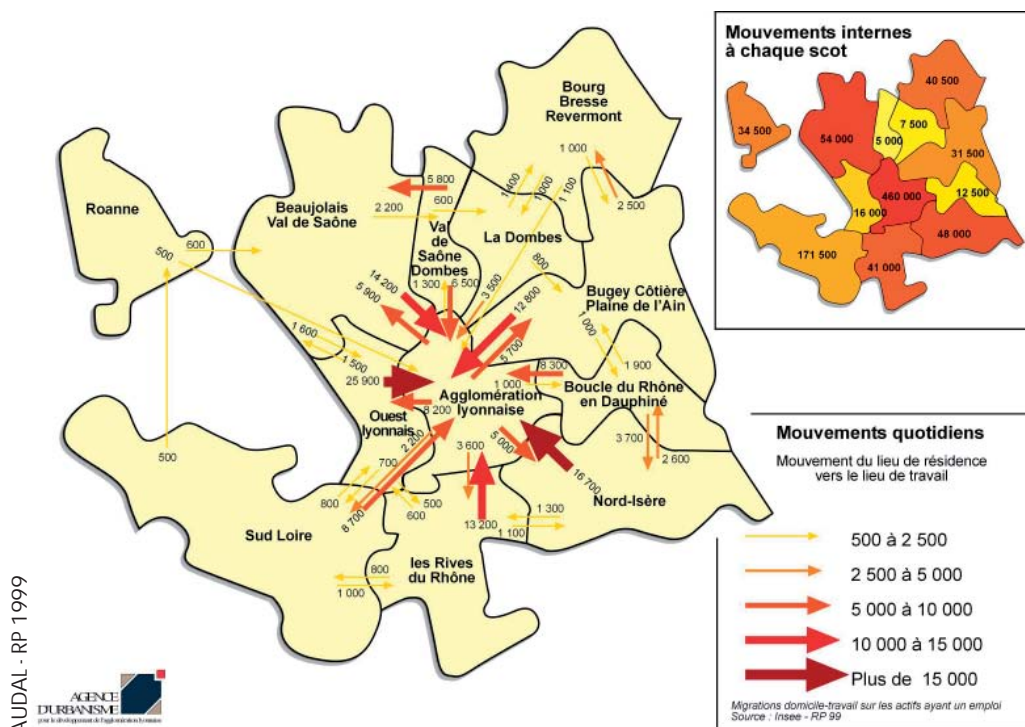 Mouvements internes
à chaque scot
40 500
7 500
34 500
54 000
5 000
31 500
460 000
12 500
16 000
48 000
171 500
41 000
Bourg
Bresse
Revermont
1 000
2 500
1 400
1 000
1 100
5 800
600
2 200
Roanne
Beaujolais
Val de Saône
Val
de
Saône
Dombes
La Dombes
600
500
800
1 300
6 500
3 500
14 200
5 900
12 800
5 700
Bugey Côtière
Plaine de l'Ain
1 000
1 900
1 600
1 500
25 900
8 300
1 000
Boucle du Rhône
en Dauphiné
Agglomération
lyonnaise
8 200
Ouest
lyonnais
2 200
700
3 600
5 000
3 700
2 600
16 700
500
800
8 700
500
600
Nord-Isère
1 300
13 200
1 100
Sud Loire
les Rives
du Rhône
800
1 000
Mouvements quotidiens
Mouvement du lieu de résidence
vers le lieu de travail
500 à 2 500
2 500 à 5 000
5 000 à 10 000
10 000 à 15 000
Plus de 15 000
Migrations domicile-travail sur les actifs ayant un emploi
Source : Insee - RP 99
AUDAL - RP 1999
AGENCE
D'URBANISME
pour le développement de l'agglomération lyonnaise